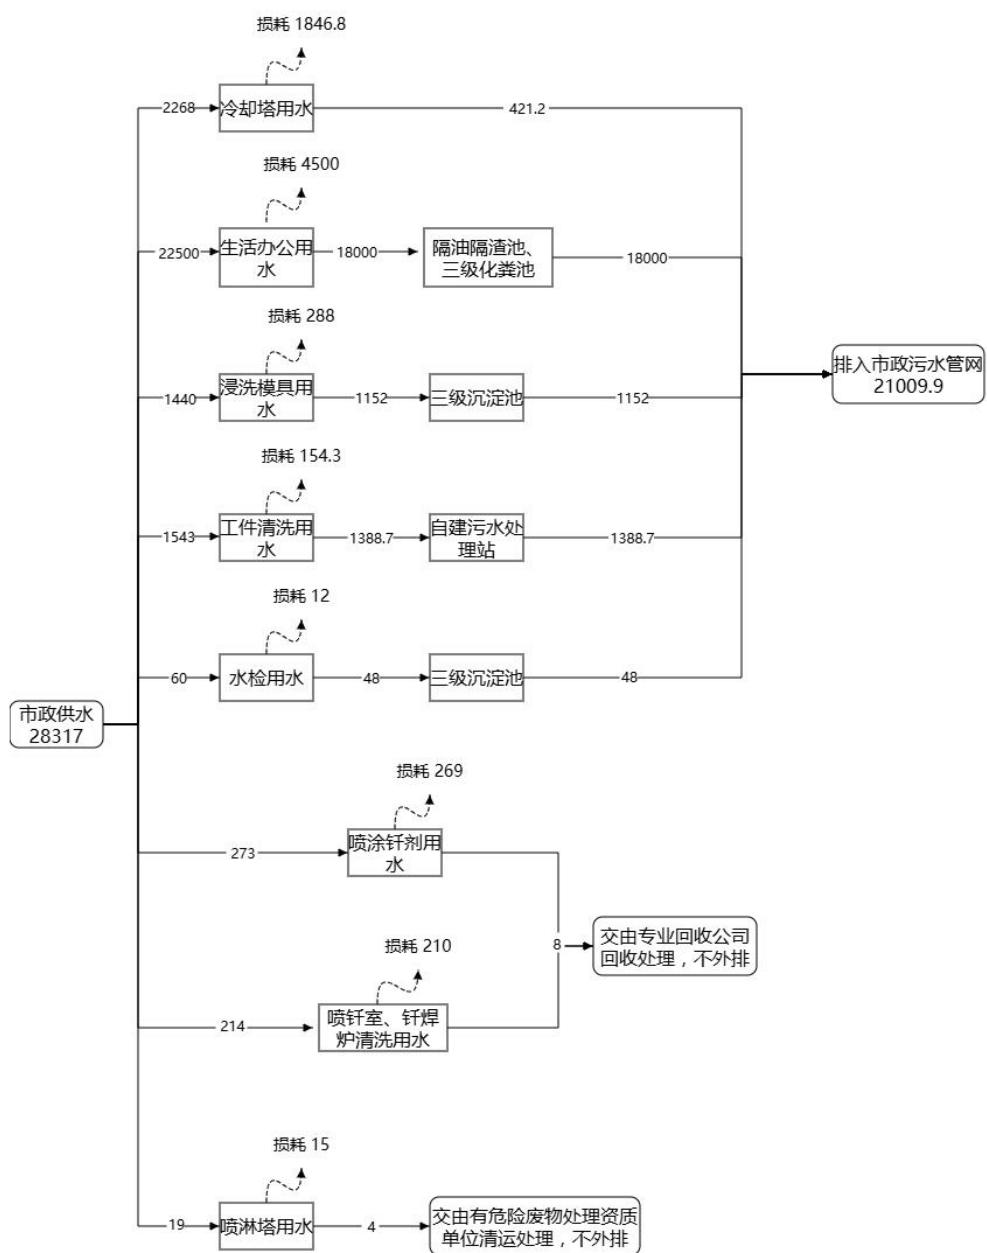 损耗 1846.8
2268
冷却塔用水
421.2
损耗 4500
22500
生活办公用
水
18000
隔油隔渣池、
三级化粪池
18000
损耗 288
1440
浸洗模具用
水
1152
三级沉淀池
1152
排入市政污水管网
21009.9
损耗 154.3
1543
工件清洗用
水
1388.7
自建污水处
理站
1388.7
损耗 12
60
水检用水
48
三级沉淀池
48
市政供水
28317
损耗 269
273
喷涂钎剂用
水
8
交由专业回收公司
回收处理，不外排
损耗 210
214
喷钎室、钎焊
炉清洗用水
损耗 15
19
喷淋塔用水
4
交由有危险废物处理资质
单位清运处理，不外排